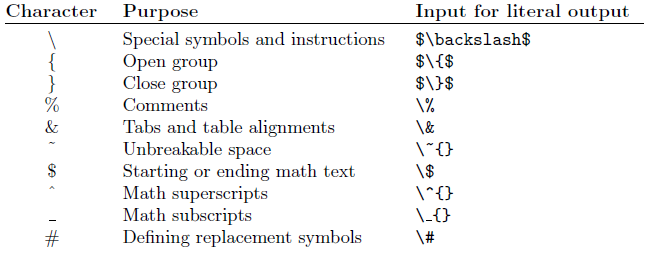 Character Purpose Input for literal output
\ Special symbols and instructions $\backslash$
{ Open group $\{$
} Close group $\}$
% Comments \%
& Tabs and table alignments \&
~ Unbreakable space \~{}
$ Starting or ending math text \$
^ Math superscripts \^{}
_ Math subscripts \_{}
# Defining replacement symbols \#